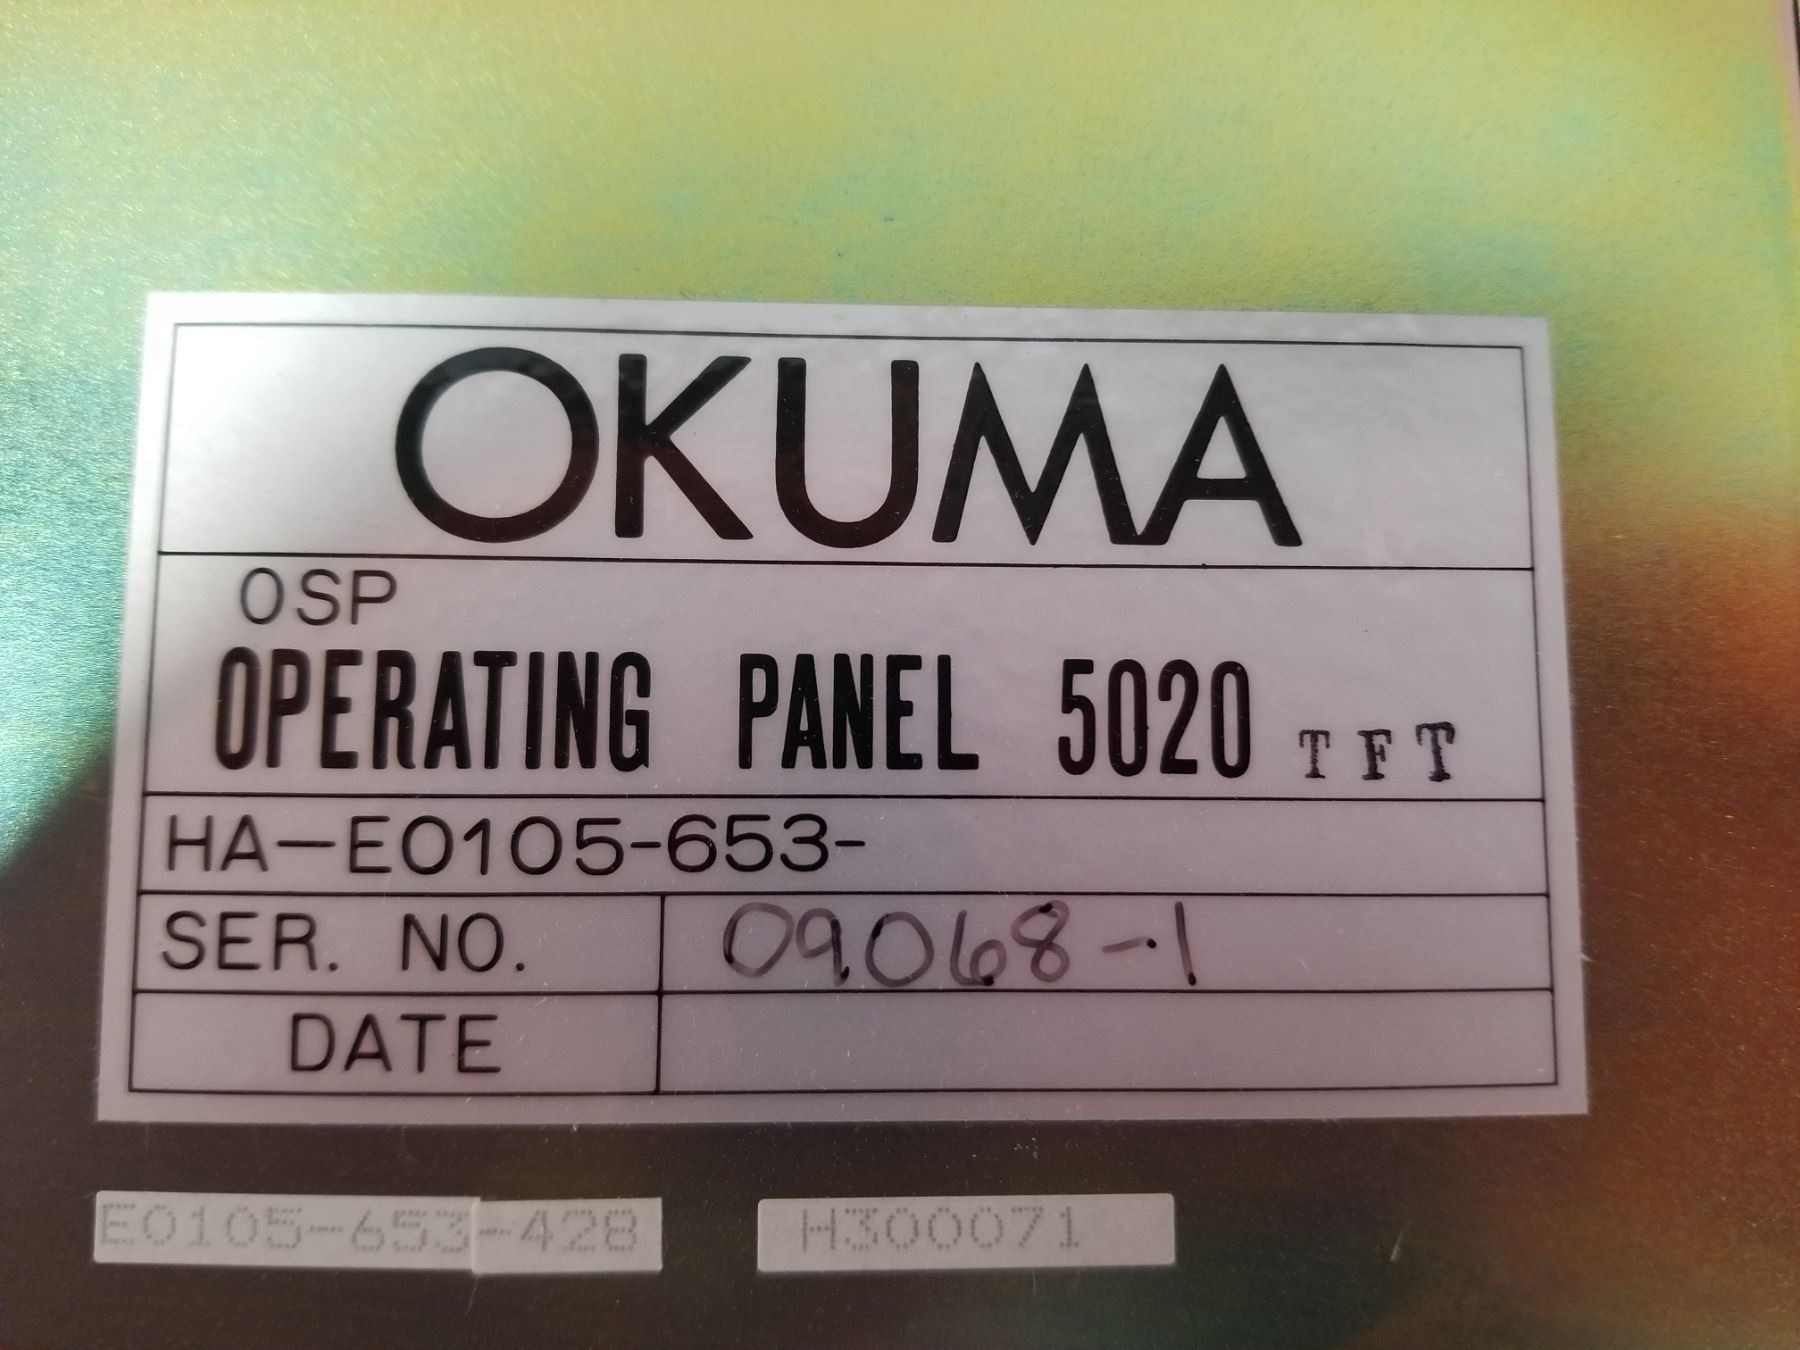 OKUMA
OSP
OPERATING PANEL 5020 TFT
HA-E0105-653-
SER. NO. 09068-1
DATE
E0105-653-428 H300071